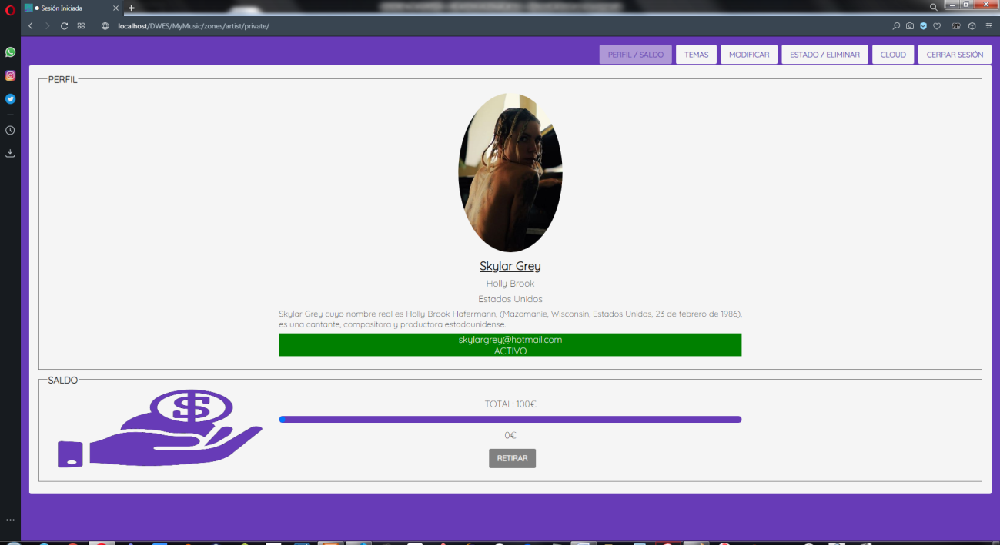 Sesión Iniciada
localhost/DWES/MyMusic/zones/artist/private/
PERFIL / SALDO
TEMAS
MODIFICAR
ESTADO / ELIMINAR
CLOUD
CERRAR SESIÓN
PERFIL
Skylar Grey
Holly Brook
Estados Unidos
Skylar Grey cuyo nombre real es Holly Brook Hafermann, (Mazomanie, Wisconsin, Estados Unidos, 23 de febrero de 1986),
es una cantante, compositora y productora estadounidense.
skylargrey@hotmail.com
ACTIVO
SALDO
$
TOTAL: 100€
0€
RETIRAR